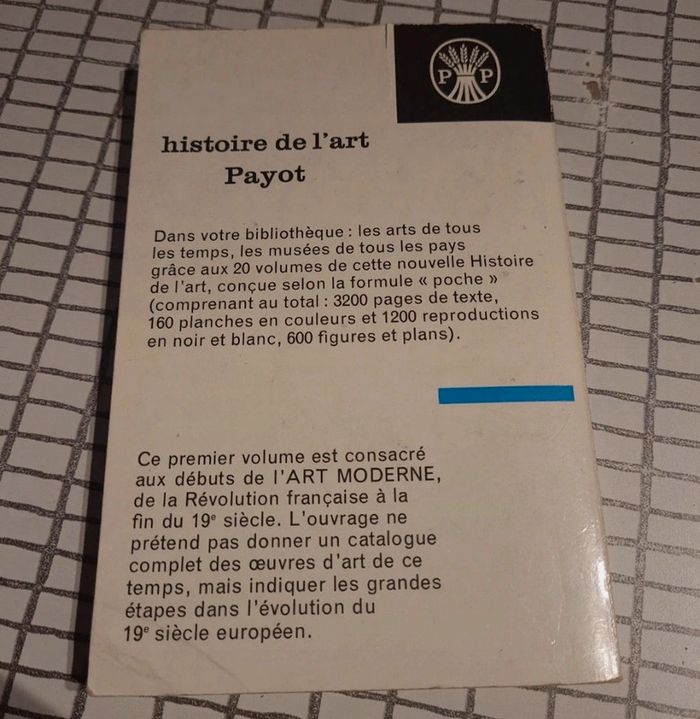 P P
histoire de l'art
Payot
Dans votre bibliothèque : les arts de tous
les temps, les musées de tous les pays
grâce aux 20 volumes de cette nouvelle Histoire
de l'art, conçue selon la formule « poche »
(comprenant au total : 3200 pages de texte,
160 planches en couleurs et 1200 reproductions
en noir et blanc, 600 figures et plans).
Ce premier volume est consacré
aux débuts de l'ART MODERNE,
de la Révolution française à la
fin du 19e siècle. L'ouvrage ne
prétend pas donner un catalogue
complet des œuvres d'art de ce
temps, mais indiquer les grandes
étapes dans l'évolution du
19e siècle européen.